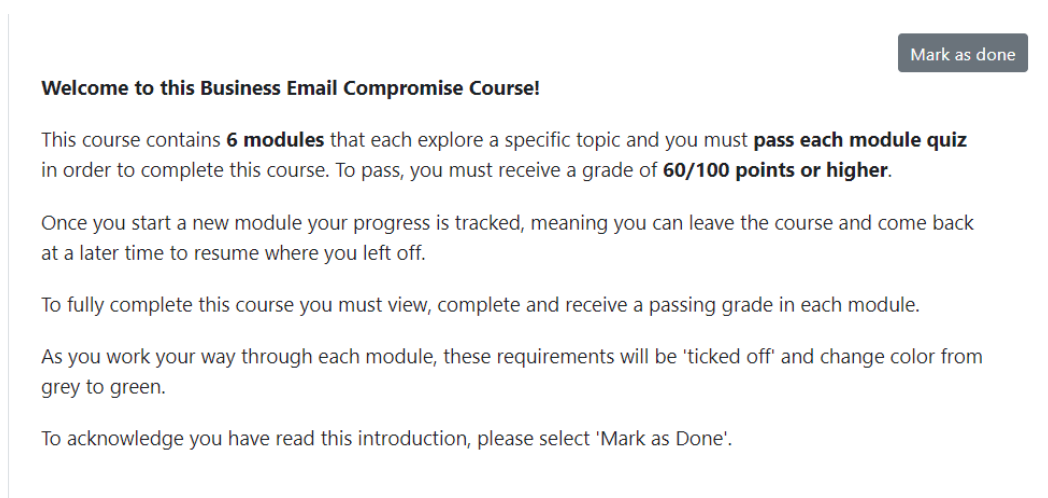 Mark as done
Welcome to this Business Email Compromise Course!
This course contains 6 modules that each explore a specific topic and you must pass each module quiz
in order to complete this course. To pass, you must receive a grade of 60/100 points or higher.
Once you start a new module your progress is tracked, meaning you can leave the course and come back
at a later time to resume where you left off.
To fully complete this course you must view, complete and receive a passing grade in each module.
As you work your way through each module, these requirements will be 'ticked off' and change color from
grey to green.
To acknowledge you have read this introduction, please select 'Mark as Done'.